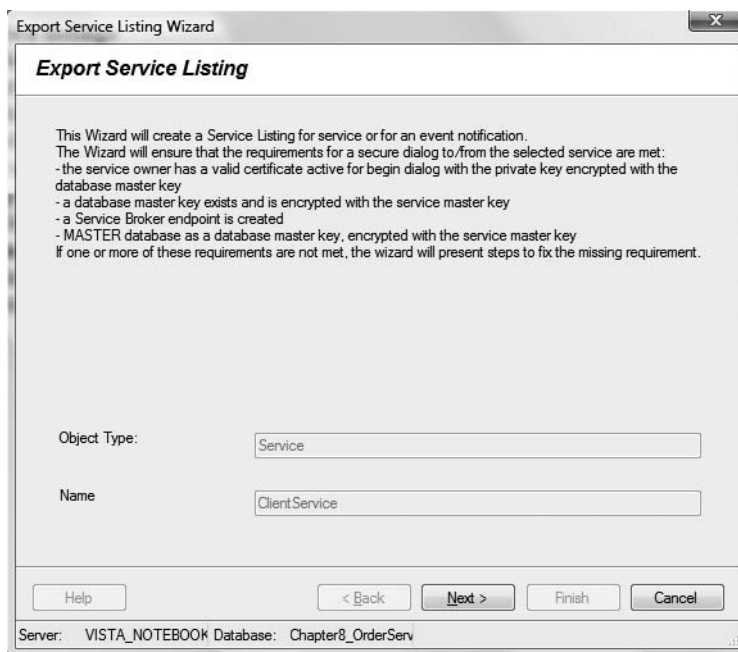 Export Service Listing Wizard
X
Export Service Listing
This Wizard will create a Service Listing for service or for an event notification.
The Wizard will ensure that the requirements for a secure dialog to/from the selected service are met:
- the service owner has a valid certificate active for begin dialog with the private key encrypted with the
database master key
- a database master key exists and is encrypted with the service master key
- a Service Broker endpoint is created
- MASTER database as a database master key, encrypted with the service master key
If one or more of these requirements are not met, the wizard will present steps to fix the missing requirement.
Object Type:
Service
Name
ClientService
Help
< Back
Next >
Finish
Cancel
Server: VISTA_NOTEBOOK Database: Chapter8_OrderServ